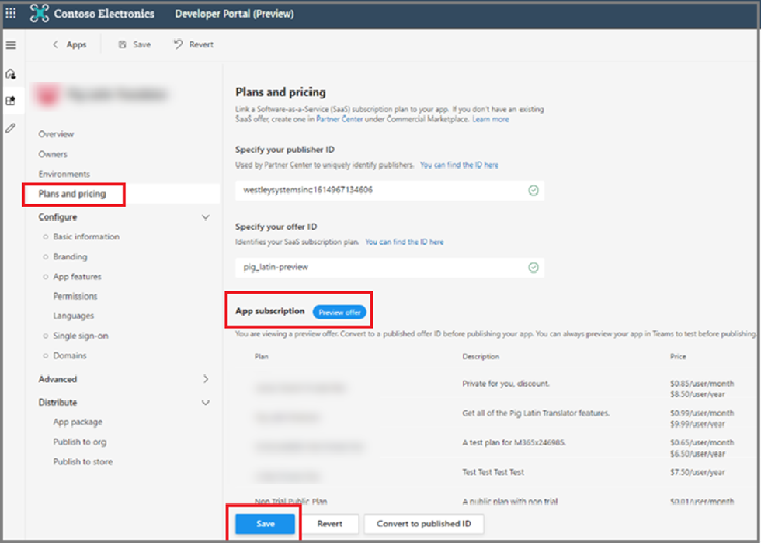 Contoso Electronics Developer Portal (Preview)
Apps Save Revert
Overview
Owners
Environments
Plans and pricing
Configure
Basic information
Branding
App features
Permissions
Languages
Single sign-on
Domains
Advanced
Distribute
App package
Publish to org
Publish to store
Plans and pricing
Link a Software-as-a-Service (SaaS) subscription plan to your app. If you don't have an existing
SaaS offer, create one in Partner Center under Commercial Marketplace. Learn more
Specify your publisher ID
Used by Partner Center to uniquely identify publishers. You can find the ID here
westleysystemsinc1614967134606
Specify your offer ID
Identifies your SaaS subscription plan. You can find the ID here
pig_latin-preview
App subscription Preview offer
You are viewing a preview offer. Convert to a published offer ID before publishing your app. You can always preview your app in Teams to test before publishing.
Plan Description Price
Private for you, discount. $0.85/user/month
$8.50/user/year
Get all of the Pig Latin Translator features. $0.99/user/month
$9.99/user/year
A test plan for M365x246985. $0.65/user/month
$6.50/user/year
Test Test Test Test $7.50/user/year
Non Trial Public Plan A public plan with non trial $0.01/user/month
Save Revert Convert to published ID